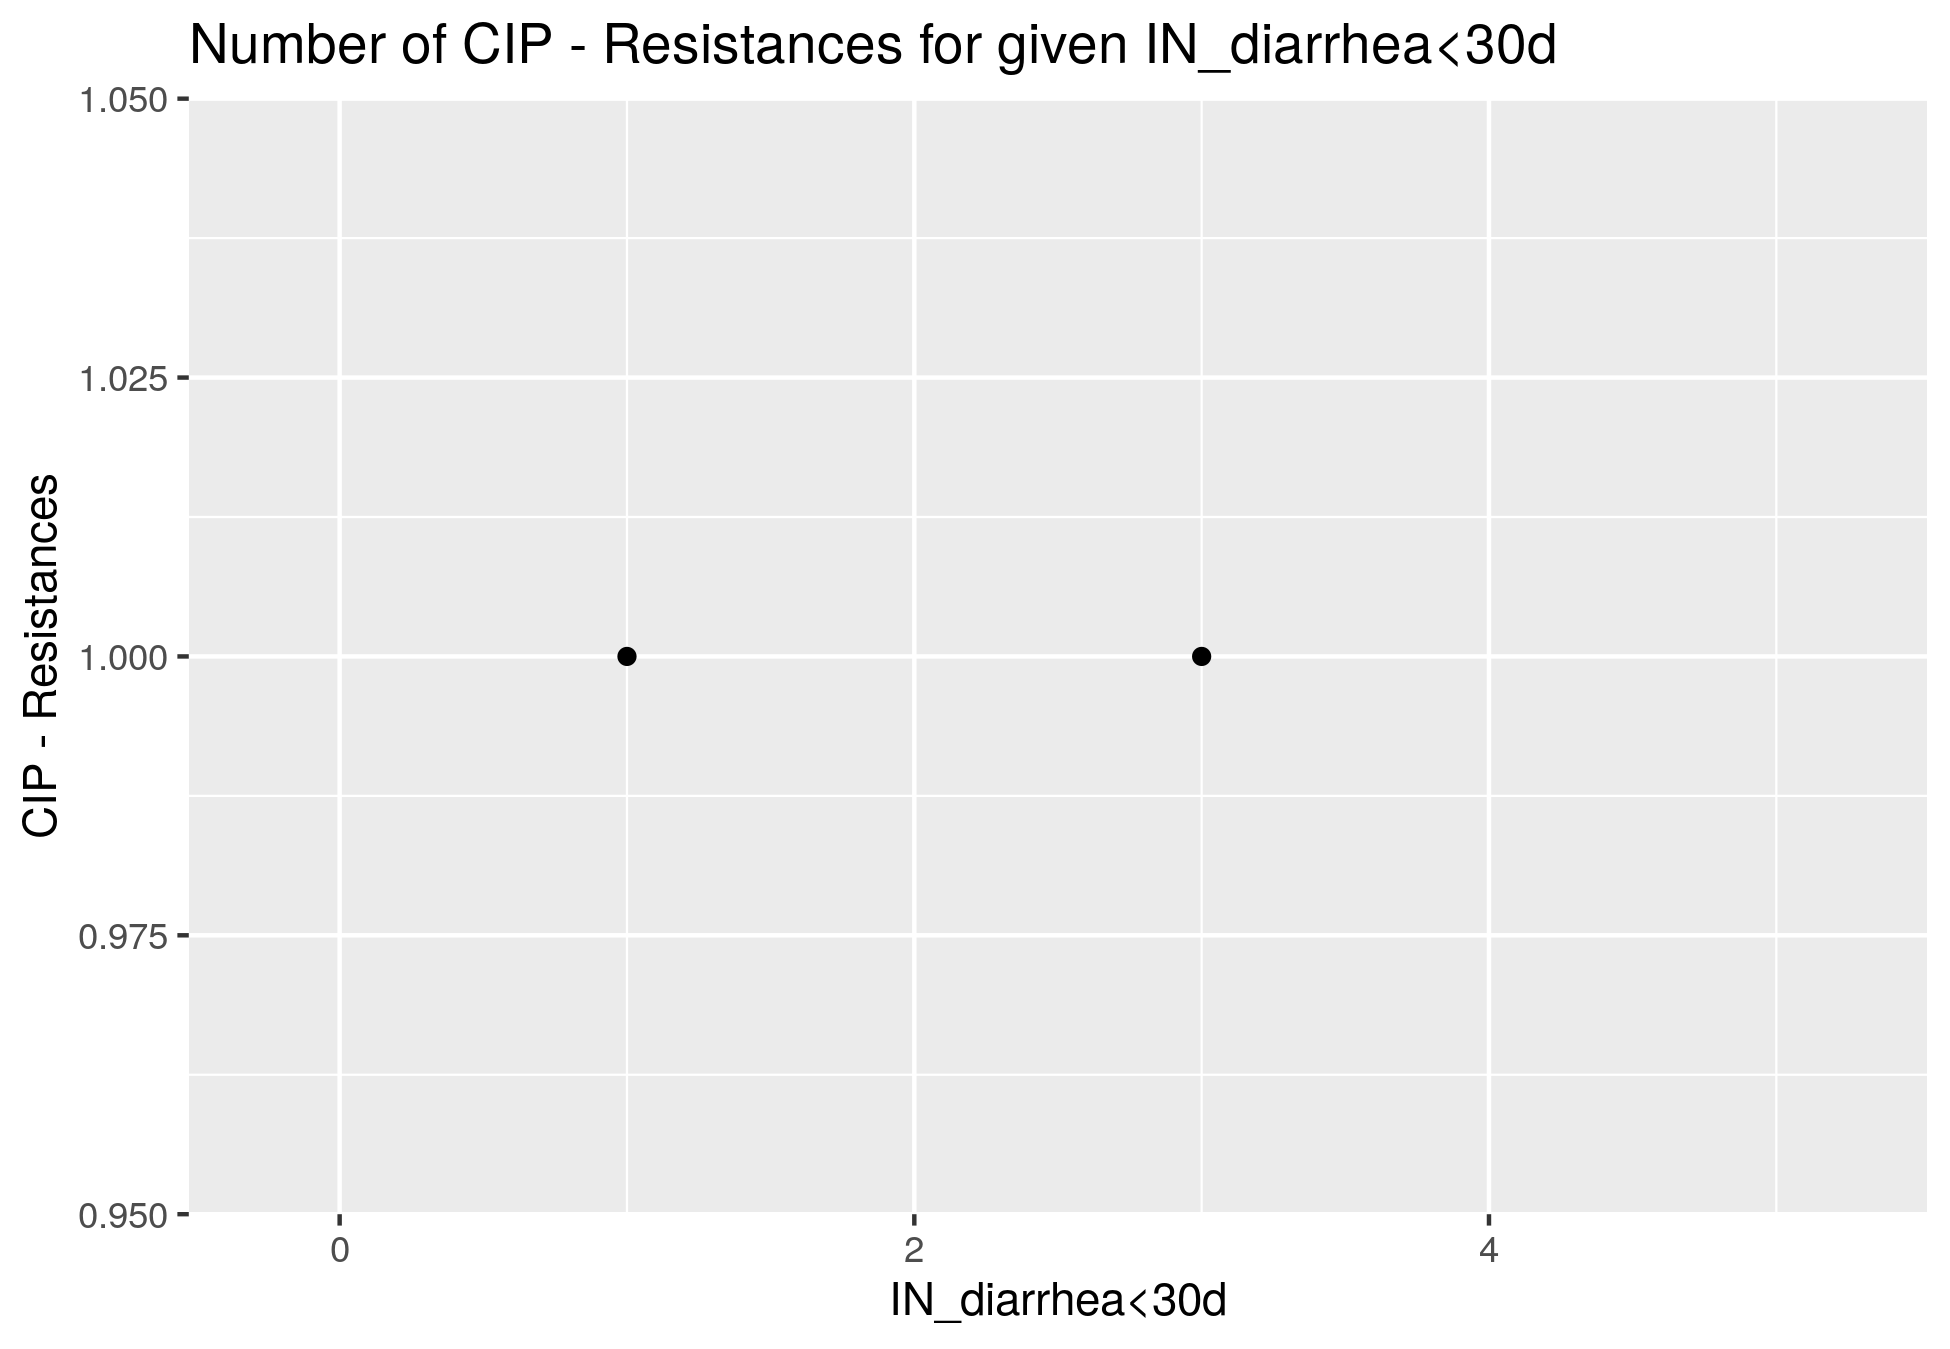 Number of CIP - Resistances for given IN_diarrhea<30d
1.050
1.025
1.000
0.975
0.950
CIP - Resistances
0 2 4
IN_diarrhea<30d